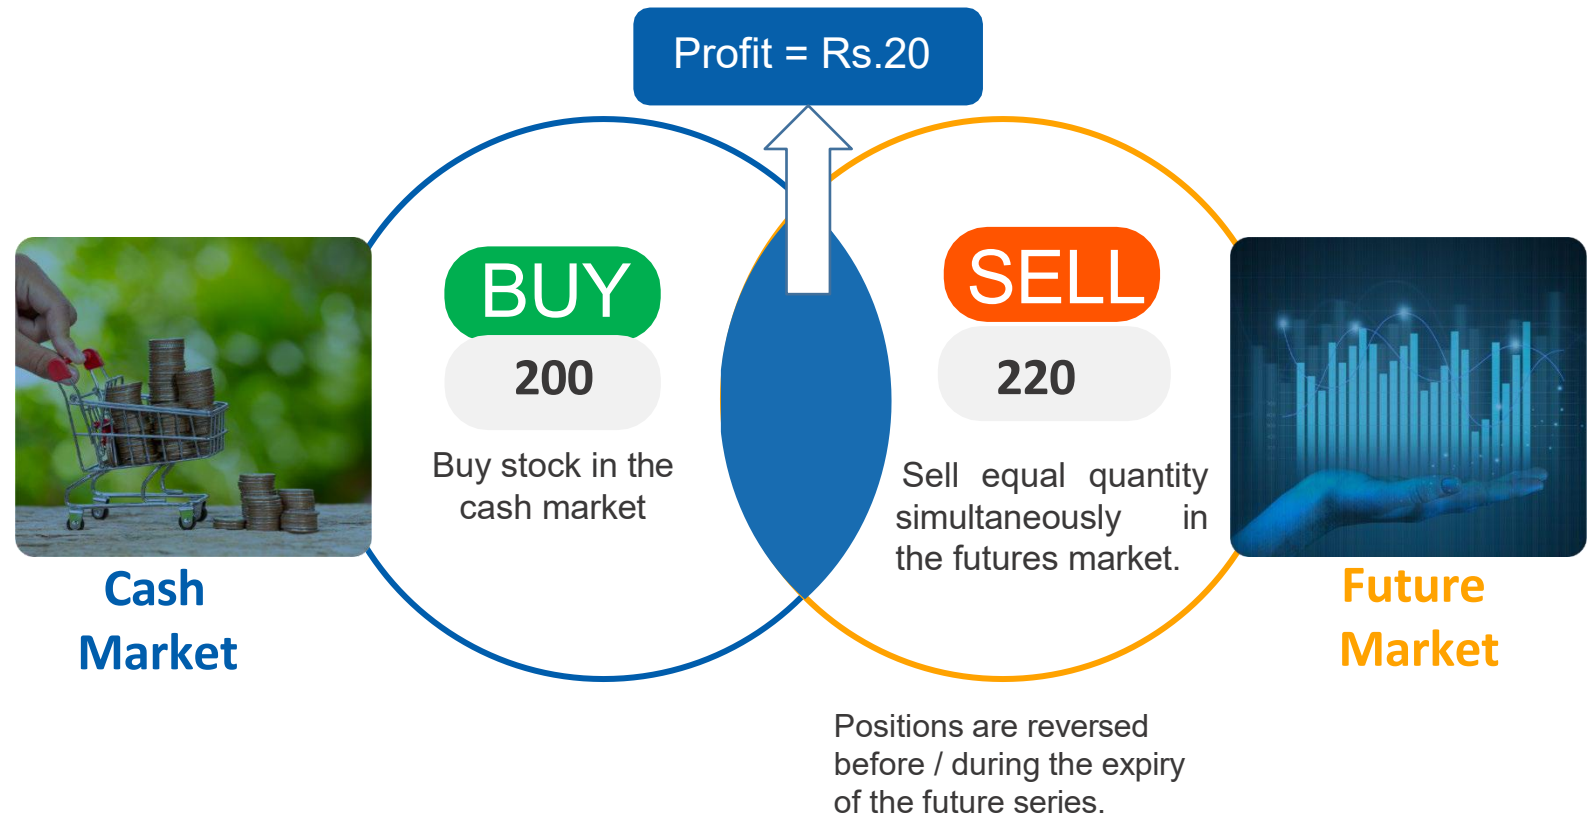 Profit = Rs.20
BUY
200
Buy stock in the
cash market
SELL
220
Sell equal quantity
simultaneously in
the futures market.
Cash
Market
Future
Market
Positions are reversed
before / during the expiry
of the future series.